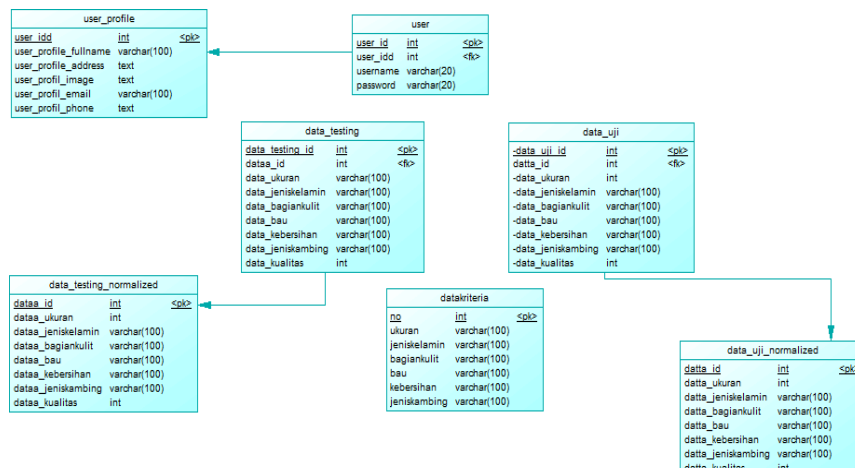 user_profile
user_idd int <pk>
user_profile_fullname varchar(100)
user_profile_address text
user_profil_image text
user_profil_email varchar(100)
user_profil_phone text
user
user_id int <pk>
user_idd int <fk>
username varchar(20)
password varchar(20)
data_testing
data_testing_id int <pk>
dataa_id int <fk>
data_ukuran varchar(100)
data_jeniskelamin varchar(100)
data_bagiankulit varchar(100)
data_bau varchar(100)
data_kebersihan varchar(100)
data_jeniskambing varchar(100)
data_kualitas int
data_uji
-data_uji_id int <pk>
datta_id int <fk>
-data_ukuran int
-data_jeniskelamin varchar(100)
-data_bagiankulit varchar(100)
-data_bau varchar(100)
-data_kebersihan varchar(100)
-data_jeniskambing varchar(100)
-data_kualitas int
data_testing_normalized
dataa_id int <pk>
dataa_ukuran int
dataa_jeniskelamin varchar(100)
dataa_bagiankulit varchar(100)
dataa_bau varchar(100)
dataa_kebersihan varchar(100)
dataa_jeniskambing varchar(100)
dataa_kualitas int
datakriteria
no int <pk>
ukuran varchar(100)
jeniskelamin varchar(100)
bagiankulit varchar(100)
bau varchar(100)
kebersihan varchar(100)
jeniskambing varchar(100)
data_uji_normalized
datta_id int <pk
datta_ukuran int
datta_jeniskelamin varchar(100)
datta_bagiankulit varchar(100)
datta_bau varchar(100)
datta_kebersihan varchar(100)
datta_jeniskambing varchar(100)
datta_kualitas int